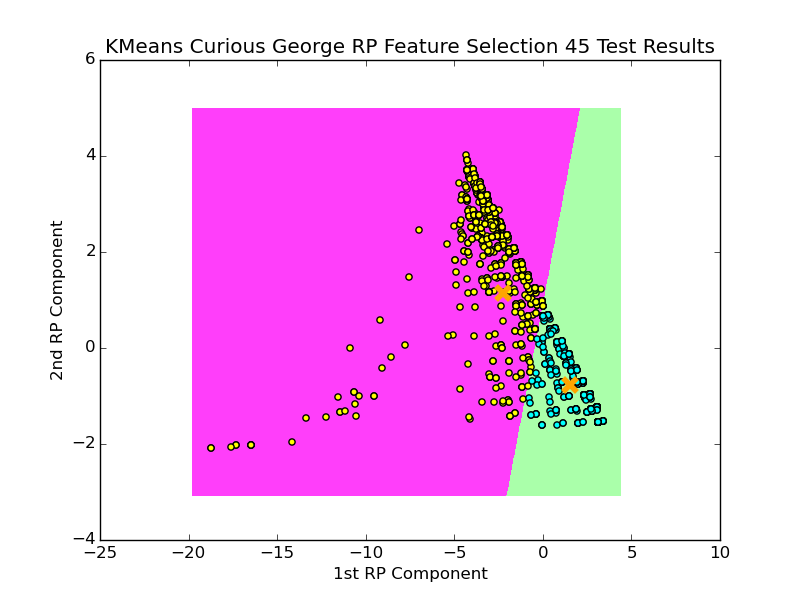 KMeans Curious George RP Feature Selection 45 Test Results
6
4
2
0
−2
−4
2nd RP Component
−25 −20 −15 −10 −5 0 5 10
1st RP Component